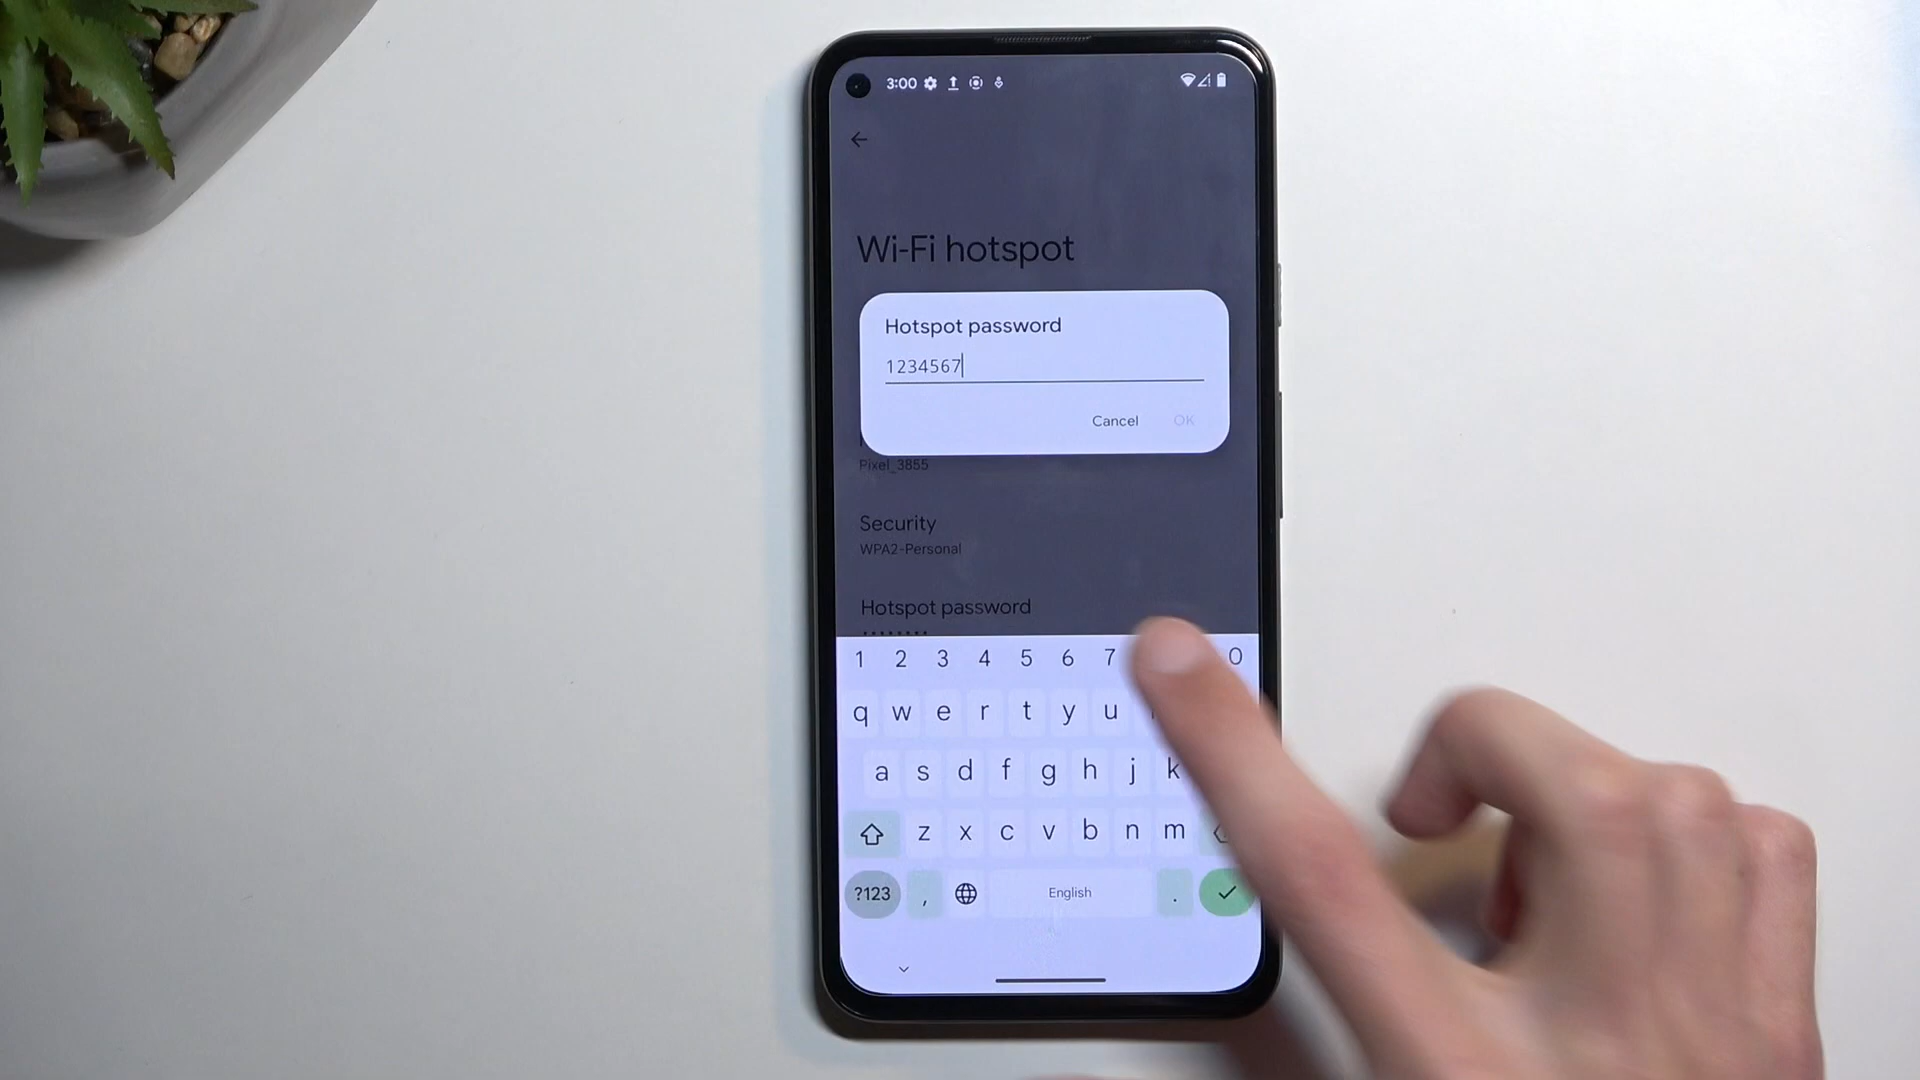 3:00
Wi-Fi hotspot
Hotspot password
1234567
Cancel OK
Pixel_3855
Security
WPA2-Personal
Hotspot password
1 2 3 4 5 6 7 0
q w e r t y u
a s d f g h j k
z x c v b n m
?123 , English .